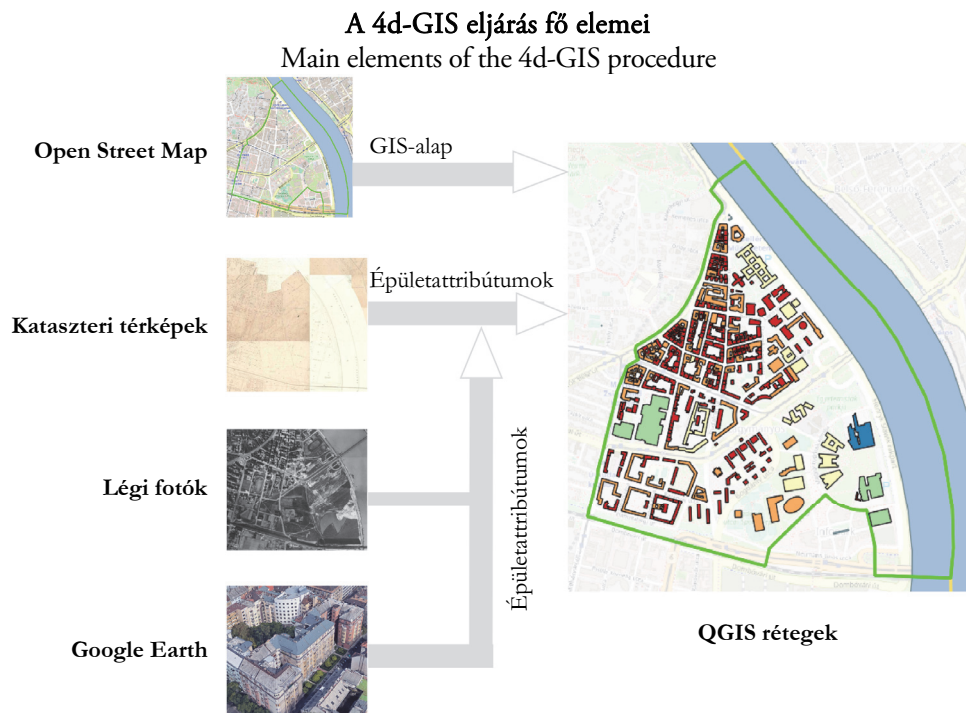 A 4d-GIS eljárás fő elemei
Main elements of the 4d-GIS procedure
Open Street Map
GIS-alap
Kataszteri térképek
Épületattribútumok
Légi fotók
Épületattribútumok
Google Earth
QGIS rétegek